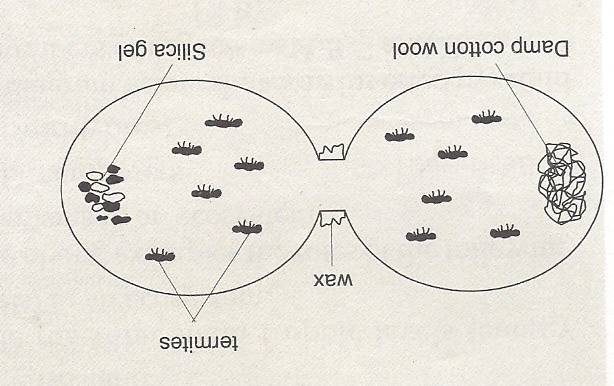 termites
wax
Damp cotton wool
Silica gel